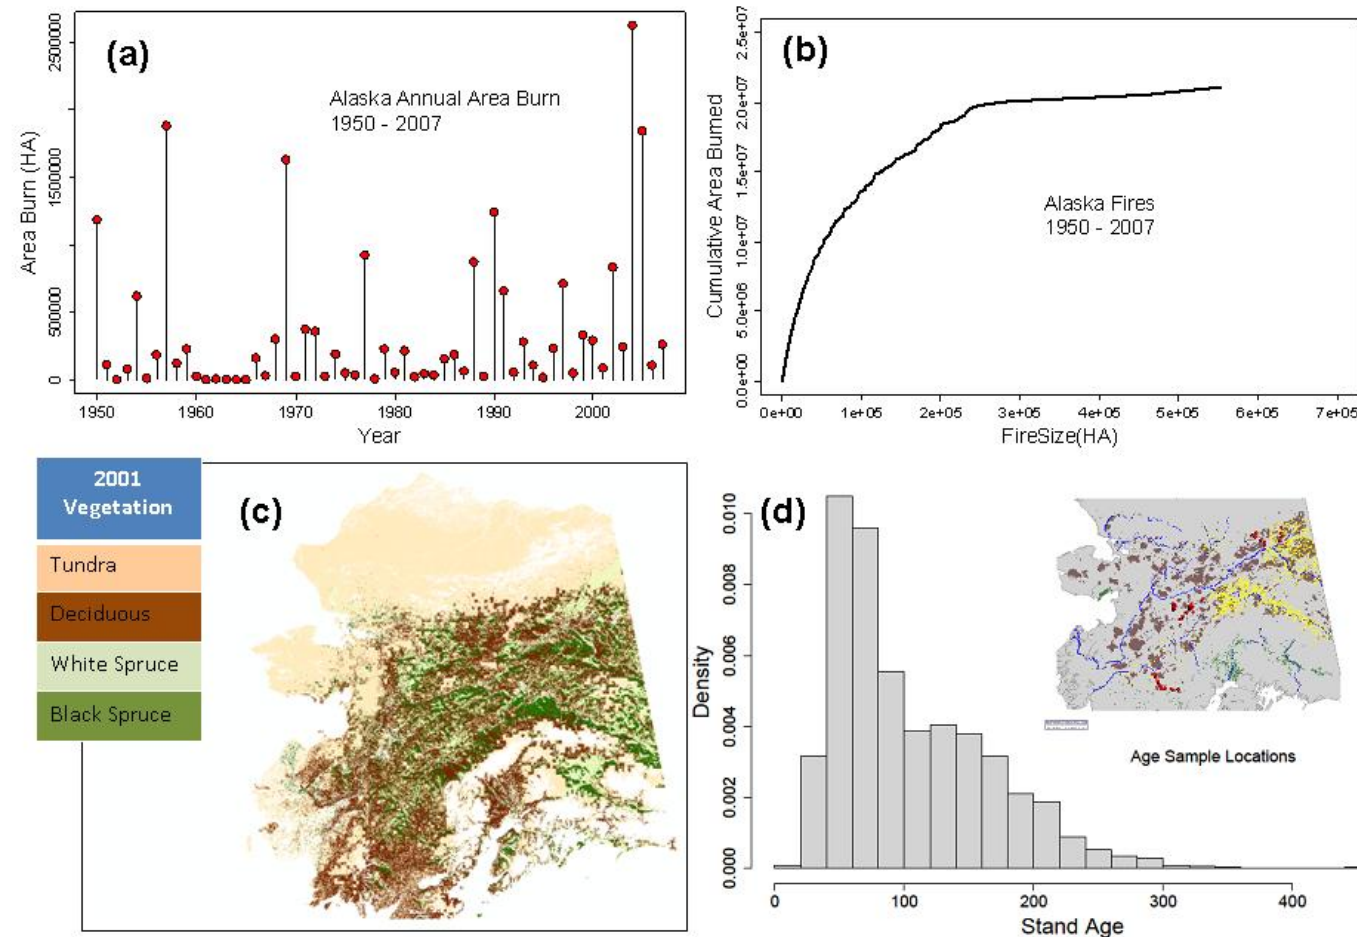 (a)
Alaska Annual Area Burn
1950 - 2007
Area Burn (HA)
0
500000
1500000
2500000
1950
1960
1970
1980
1990
2000
Year
(b)
Alaska Fires
1950 - 2007
Cumulative Area Burned
0.0e+00
5.0e+06
1.0e+07
1.5e+07
2.0e+07
2.5e+07
0e+00
1e+05
2e+05
3e+05
4e+05
5e+05
6e+05
7e+05
FireSize(HA)
2001
Vegetation
Tundra
Deciduous
White Spruce
Black Spruce
(c)
(d)
Density
0.000
0.002
0.004
0.006
0.008
0.010
0
100
200
300
400
Stand Age
Age Sample Locations